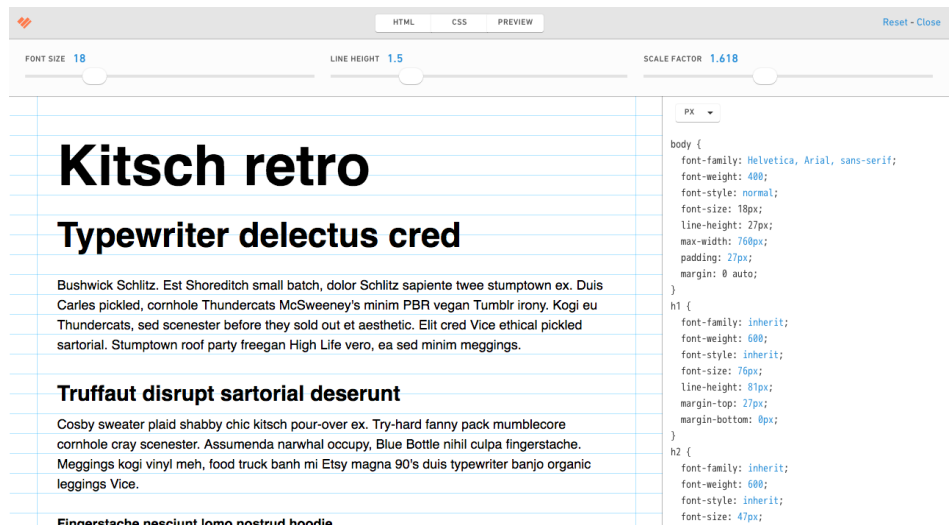 HTML CSS PREVIEW Reset - Close
FONT SIZE 18 LINE HEIGHT 1.5 SCALE FACTOR 1.618
Kitsch retro
Typewriter delectus cred
Bushwick Schlitz. Est Shoreditch small batch, dolor Schlitz sapiente twee stumptown ex. Duis
Carles pickled, cornhole Thundercats McSweeney's minim PBR vegan Tumblr irony. Kogi eu
Thundercats, sed scenester before they sold out et aesthetic. Elit cred Vice ethical pickled
sartorial. Stumptown roof party freegan High Life vero, ea sed minim meggings.
Truffaut disrupt sartorial deserunt
Cosby sweater plaid shabby chic kitsch pour-over ex. Try-hard fanny pack mumblecore
cornhole cray scenester. Assumenda narwhal occupy, Blue Bottle nihil culpa fingerstache.
Meggings kogi vinyl meh, food truck banh mi Etsy magna 90's duis typewriter banjo organic
leggings Vice.
Fingerstache nesciunt lomo nostrud hoodie
PX
body {
font-family: Helvetica, Arial, sans-serif;
font-weight: 400;
font-style: normal;
font-size: 18px;
line-height: 27px;
max-width: 760px;
padding: 27px;
margin: 0 auto;
}
h1 {
font-family: inherit;
font-weight: 600;
font-style: inherit;
font-size: 76px;
line-height: 81px;
margin-top: 27px;
margin-bottom: 0px;
}
h2 {
font-family: inherit;
font-weight: 600;
font-style: inherit;
font-size: 47px;